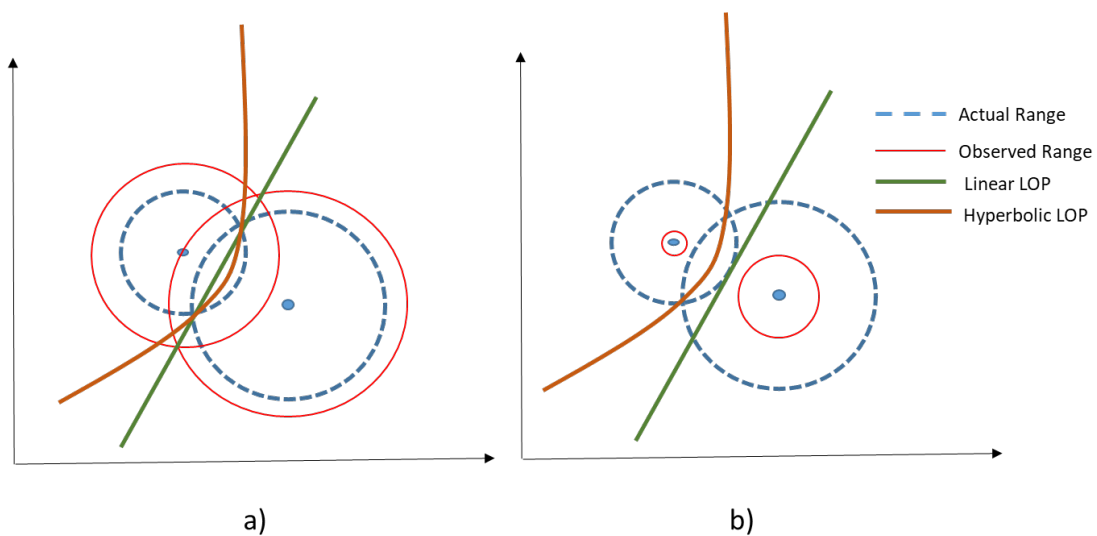 Actual Range
Observed Range
Linear LOP
Hyperbolic LOP
a)
b)